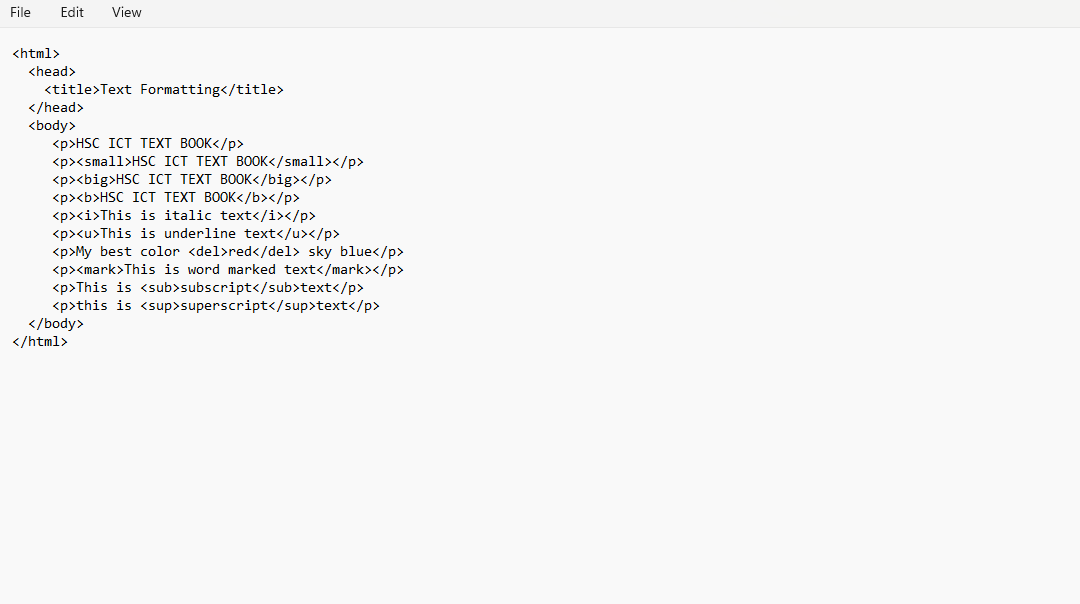 File Edit View
<html>
<head>
<title>Text Formatting</title>
</head>
<body>
<p>HSC ICT TEXT BOOK</p>
<p><small>HSC ICT TEXT BOOK</small></p>
<p><big>HSC ICT TEXT BOOK</big></p>
<p><b>HSC ICT TEXT BOOK</b></p>
<p><i>This is italic text</i></p>
<p><u>This is underline text</u></p>
<p>My best color <del>red</del> sky blue</p>
<p><mark>This is word marked text</mark></p>
<p>This is <sub>subscript</sub>text</p>
<p>this is <sup>superscript</sup>text</p>
</body>
</html>